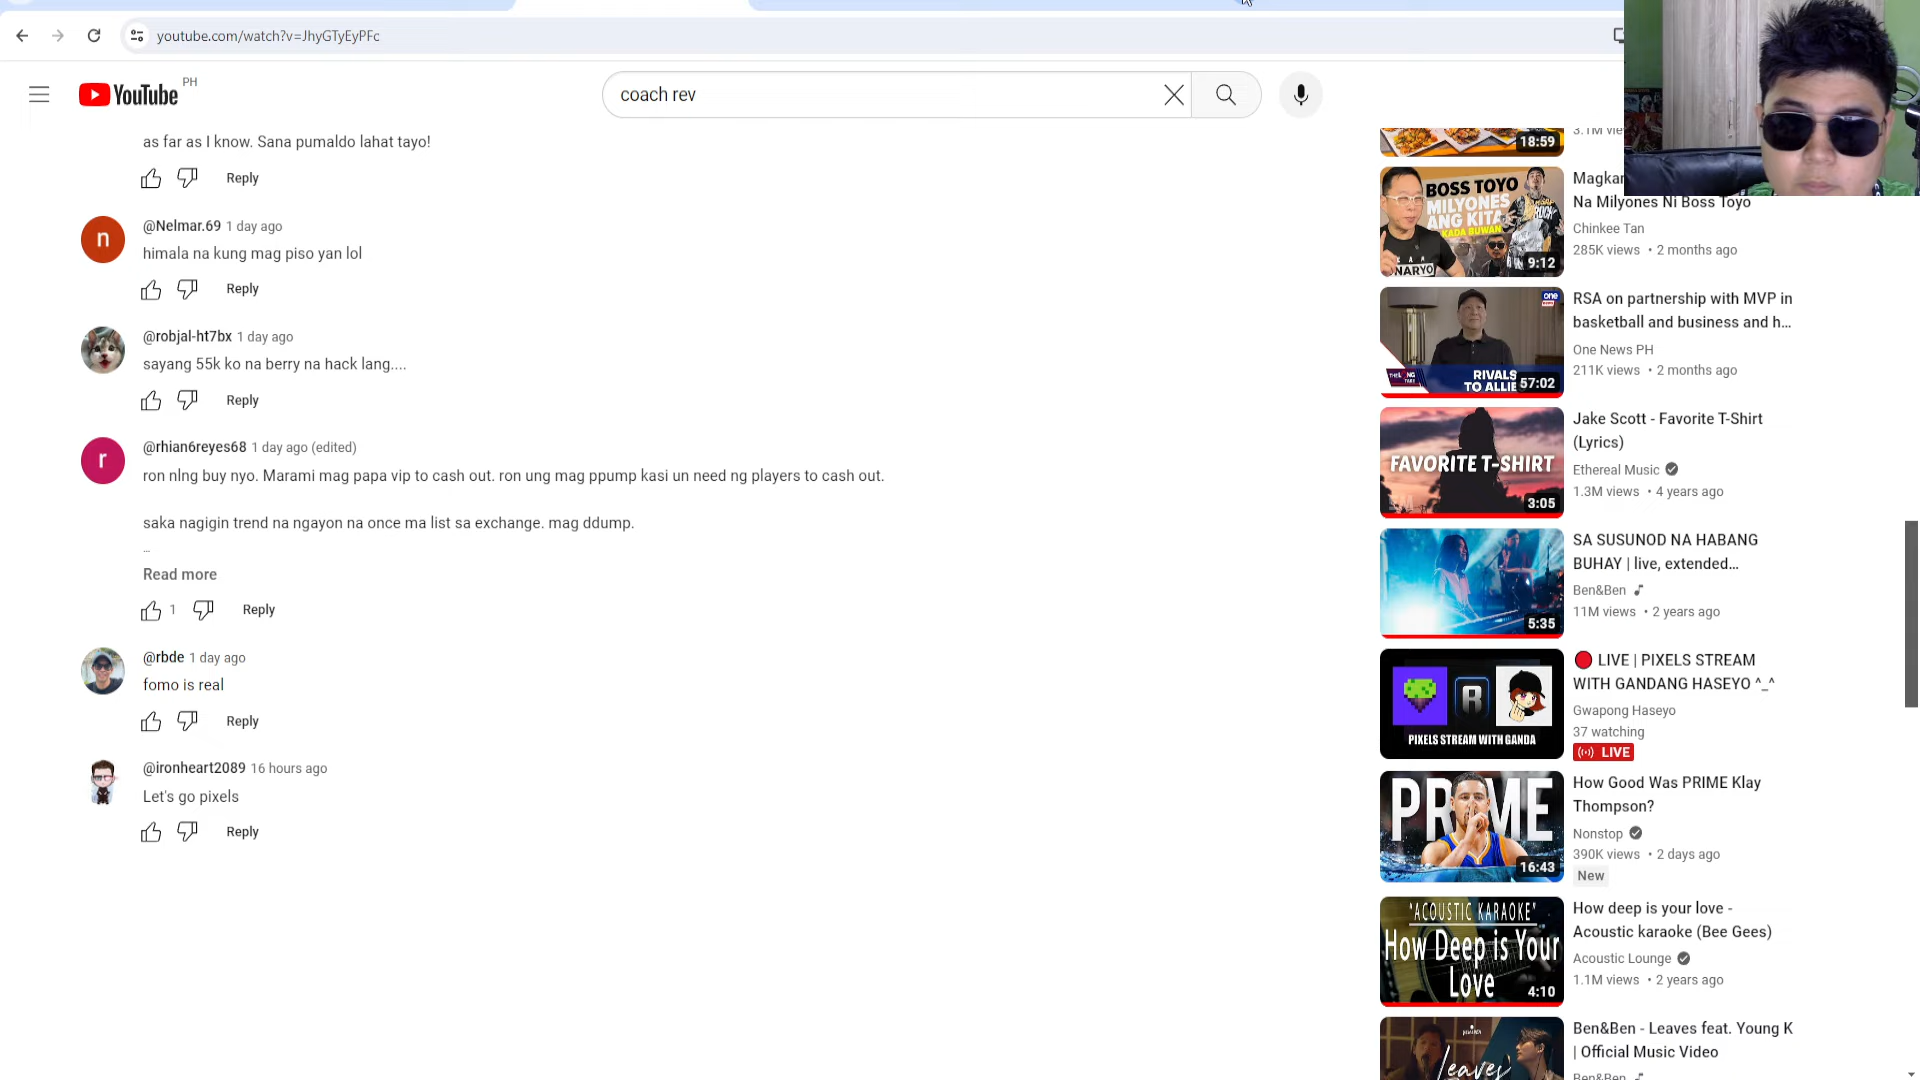 youtube.com/watch?v=JhyGTyEyPFc
YouTube PH
coach rev
as far as I know. Sana pumaldo lahat tayo!
Reply
n
@Nelmar.69 1 day ago
himala na kung mag piso yan lol
Reply
@robjal-ht7bx 1 day ago
sayang 55k ko na berry na hack lang....
Reply
r
@rhian6reyes68 1 day ago (edited)
ron nlng buy nyo. Marami mag papa vip to cash out. ron ung mag ppump kasi un need ng players to cash out.
saka nagigin trend na ngayon na once ma list sa exchange. mag ddump.
...
Read more
1 Reply
@rbde 1 day ago
fomo is real
Reply
@ironheart2089 16 hours ago
Let's go pixels
Reply
18:59
BOSS TOYO
MILYONES
ANG KITA
KADA BUWAN
NARYO
9:12
Na Milyones Ni Boss Toyo
Chinkee Tan
285K views • 2 months ago
one
RIVALS
TO ALLIE
57:02
RSA on partnership with MVP in
basketball and business and h...
One News PH
211K views • 2 months ago
FAVORITE T-SHIRT
3:05
Jake Scott - Favorite T-Shirt
(Lyrics)
Ethereal Music
1.3M views • 4 years ago
5:35
SA SUSUNOD NA HABANG
BUHAY | live, extended...
Ben&Ben
11M views • 2 years ago
R
PIXELS STREAM WITH GANDA
🔴 LIVE | PIXELS STREAM
WITH GANDANG HASEYO ^_^
Gwapong Haseyo
37 watching
LIVE
PRIME
16:43
How Good Was PRIME Klay
Thompson?
Nonstop
390K views • 2 days ago
New
"ACOUSTIC KARAOKE"
How Deep is Your
Love
4:10
How deep is your love -
Acoustic karaoke (Bee Gees)
Acoustic Lounge
1.1M views • 2 years ago
leaves
Ben&Ben - Leaves feat. Young K
| Official Music Video
Ben&Ben